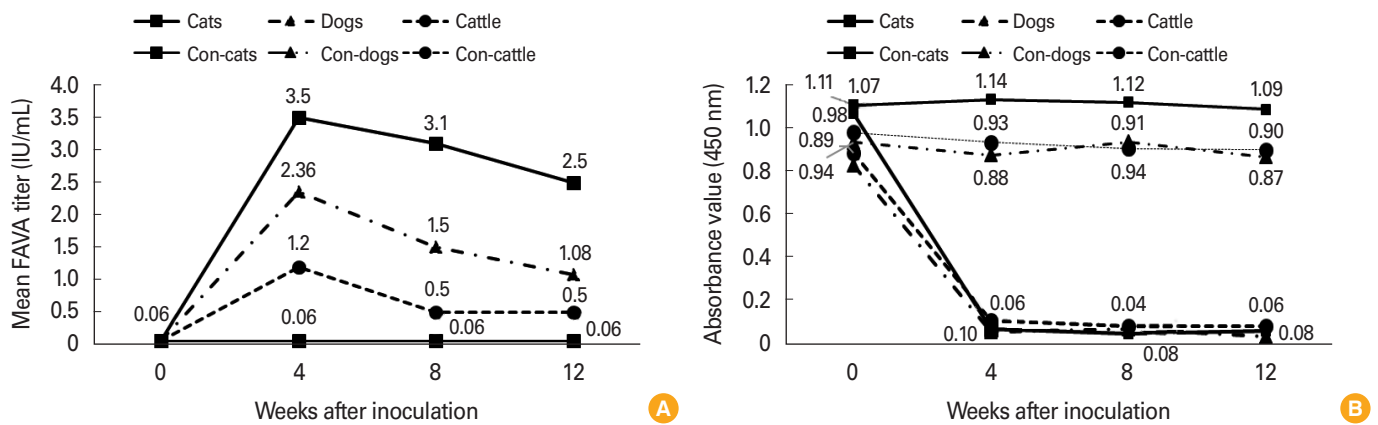 Cats Dogs Cattle
Con-cats Con-dogs Con-cattle
Mean FAVA titer (IU/mL)
4.0
3.5
3.0
2.5
2.0
1.5
1.0
0.5
0
3.5
3.1
2.5
2.36
1.5
1.08
1.2
0.5
0.5
0.06
0.06
0.06
0.06
0 4 8 12
Weeks after inoculation
A
Cats Dogs Cattle
Con-cats Con-dogs Con-cattle
Absorbance value (450 nm)
1.2
1.0
0.8
0.6
0.4
0.2
0
1.11 1.07 1.14 1.12 1.09
0.98 0.93 0.91 0.90
0.89
0.94 0.88 0.94 0.87
0.06 0.04 0.06
0.10 0.08 0.08
0 4 8 12
Weeks after inoculation
B